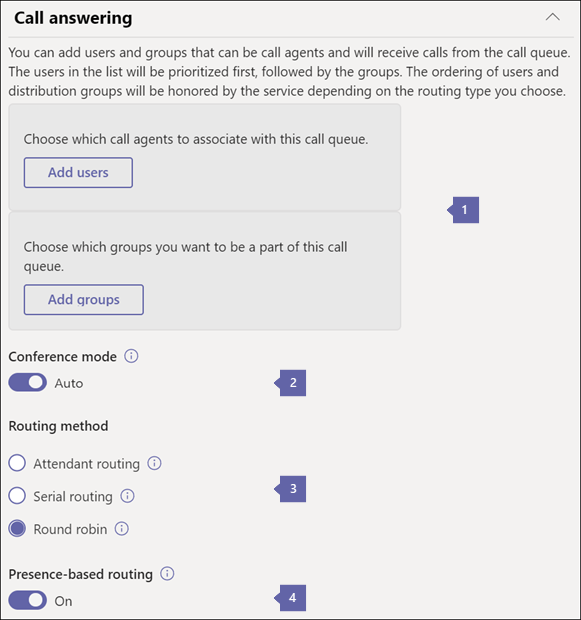 Call answering
You can add users and groups that can be call agents and will receive calls from the call queue.
The users in the list will be prioritized first, followed by the groups. The ordering of users and
distribution groups will be honored by the service depending on the routing type you choose.
Choose which call agents to associate with this call queue.
Add users
1
Choose which groups you want to be a part of this call
queue.
Add groups
Conference mode
Auto
2
Routing method
Attendant routing
Serial routing
3
Round robin
Presence-based routing
On
4